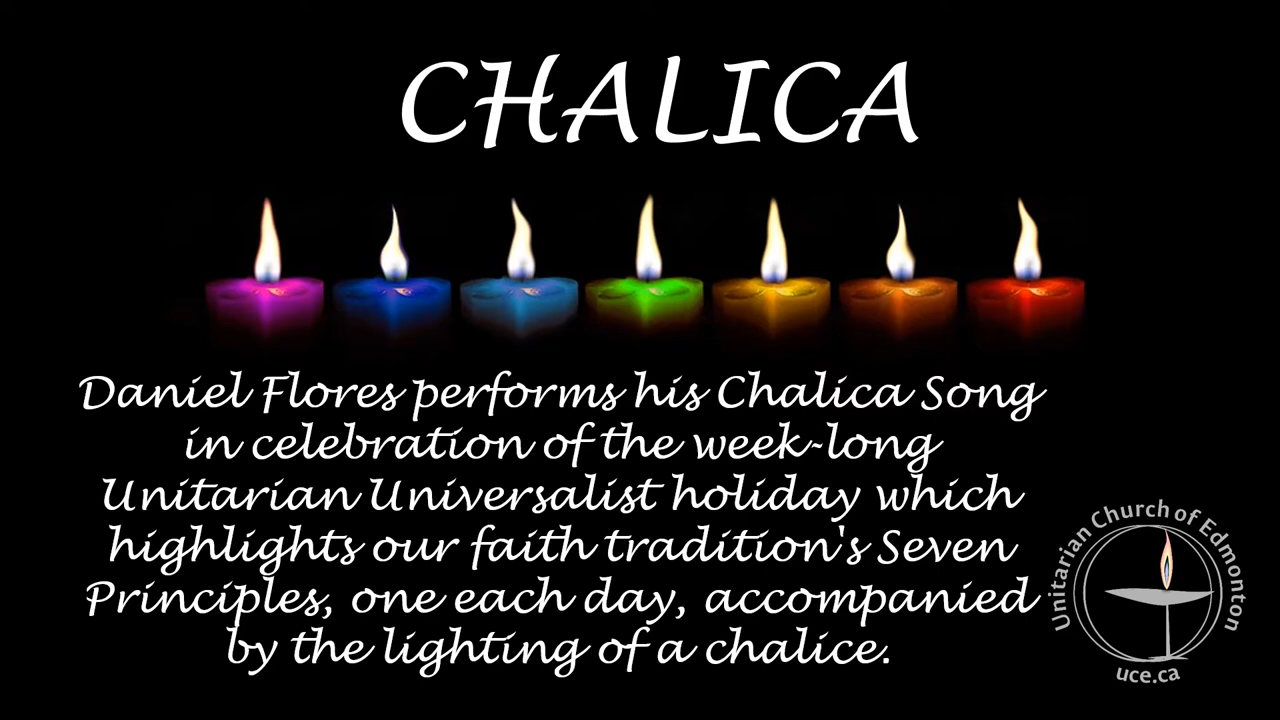 CHALICA
Daniel Flores performs his Chalica Song
in celebration of the week-long
Unitarian Universalist holiday which
highlights our faith tradition's Seven
Principles, one each day, accompanied
by the lighting of a chalice.
Unitarian Church of Edmonton
uce.ca